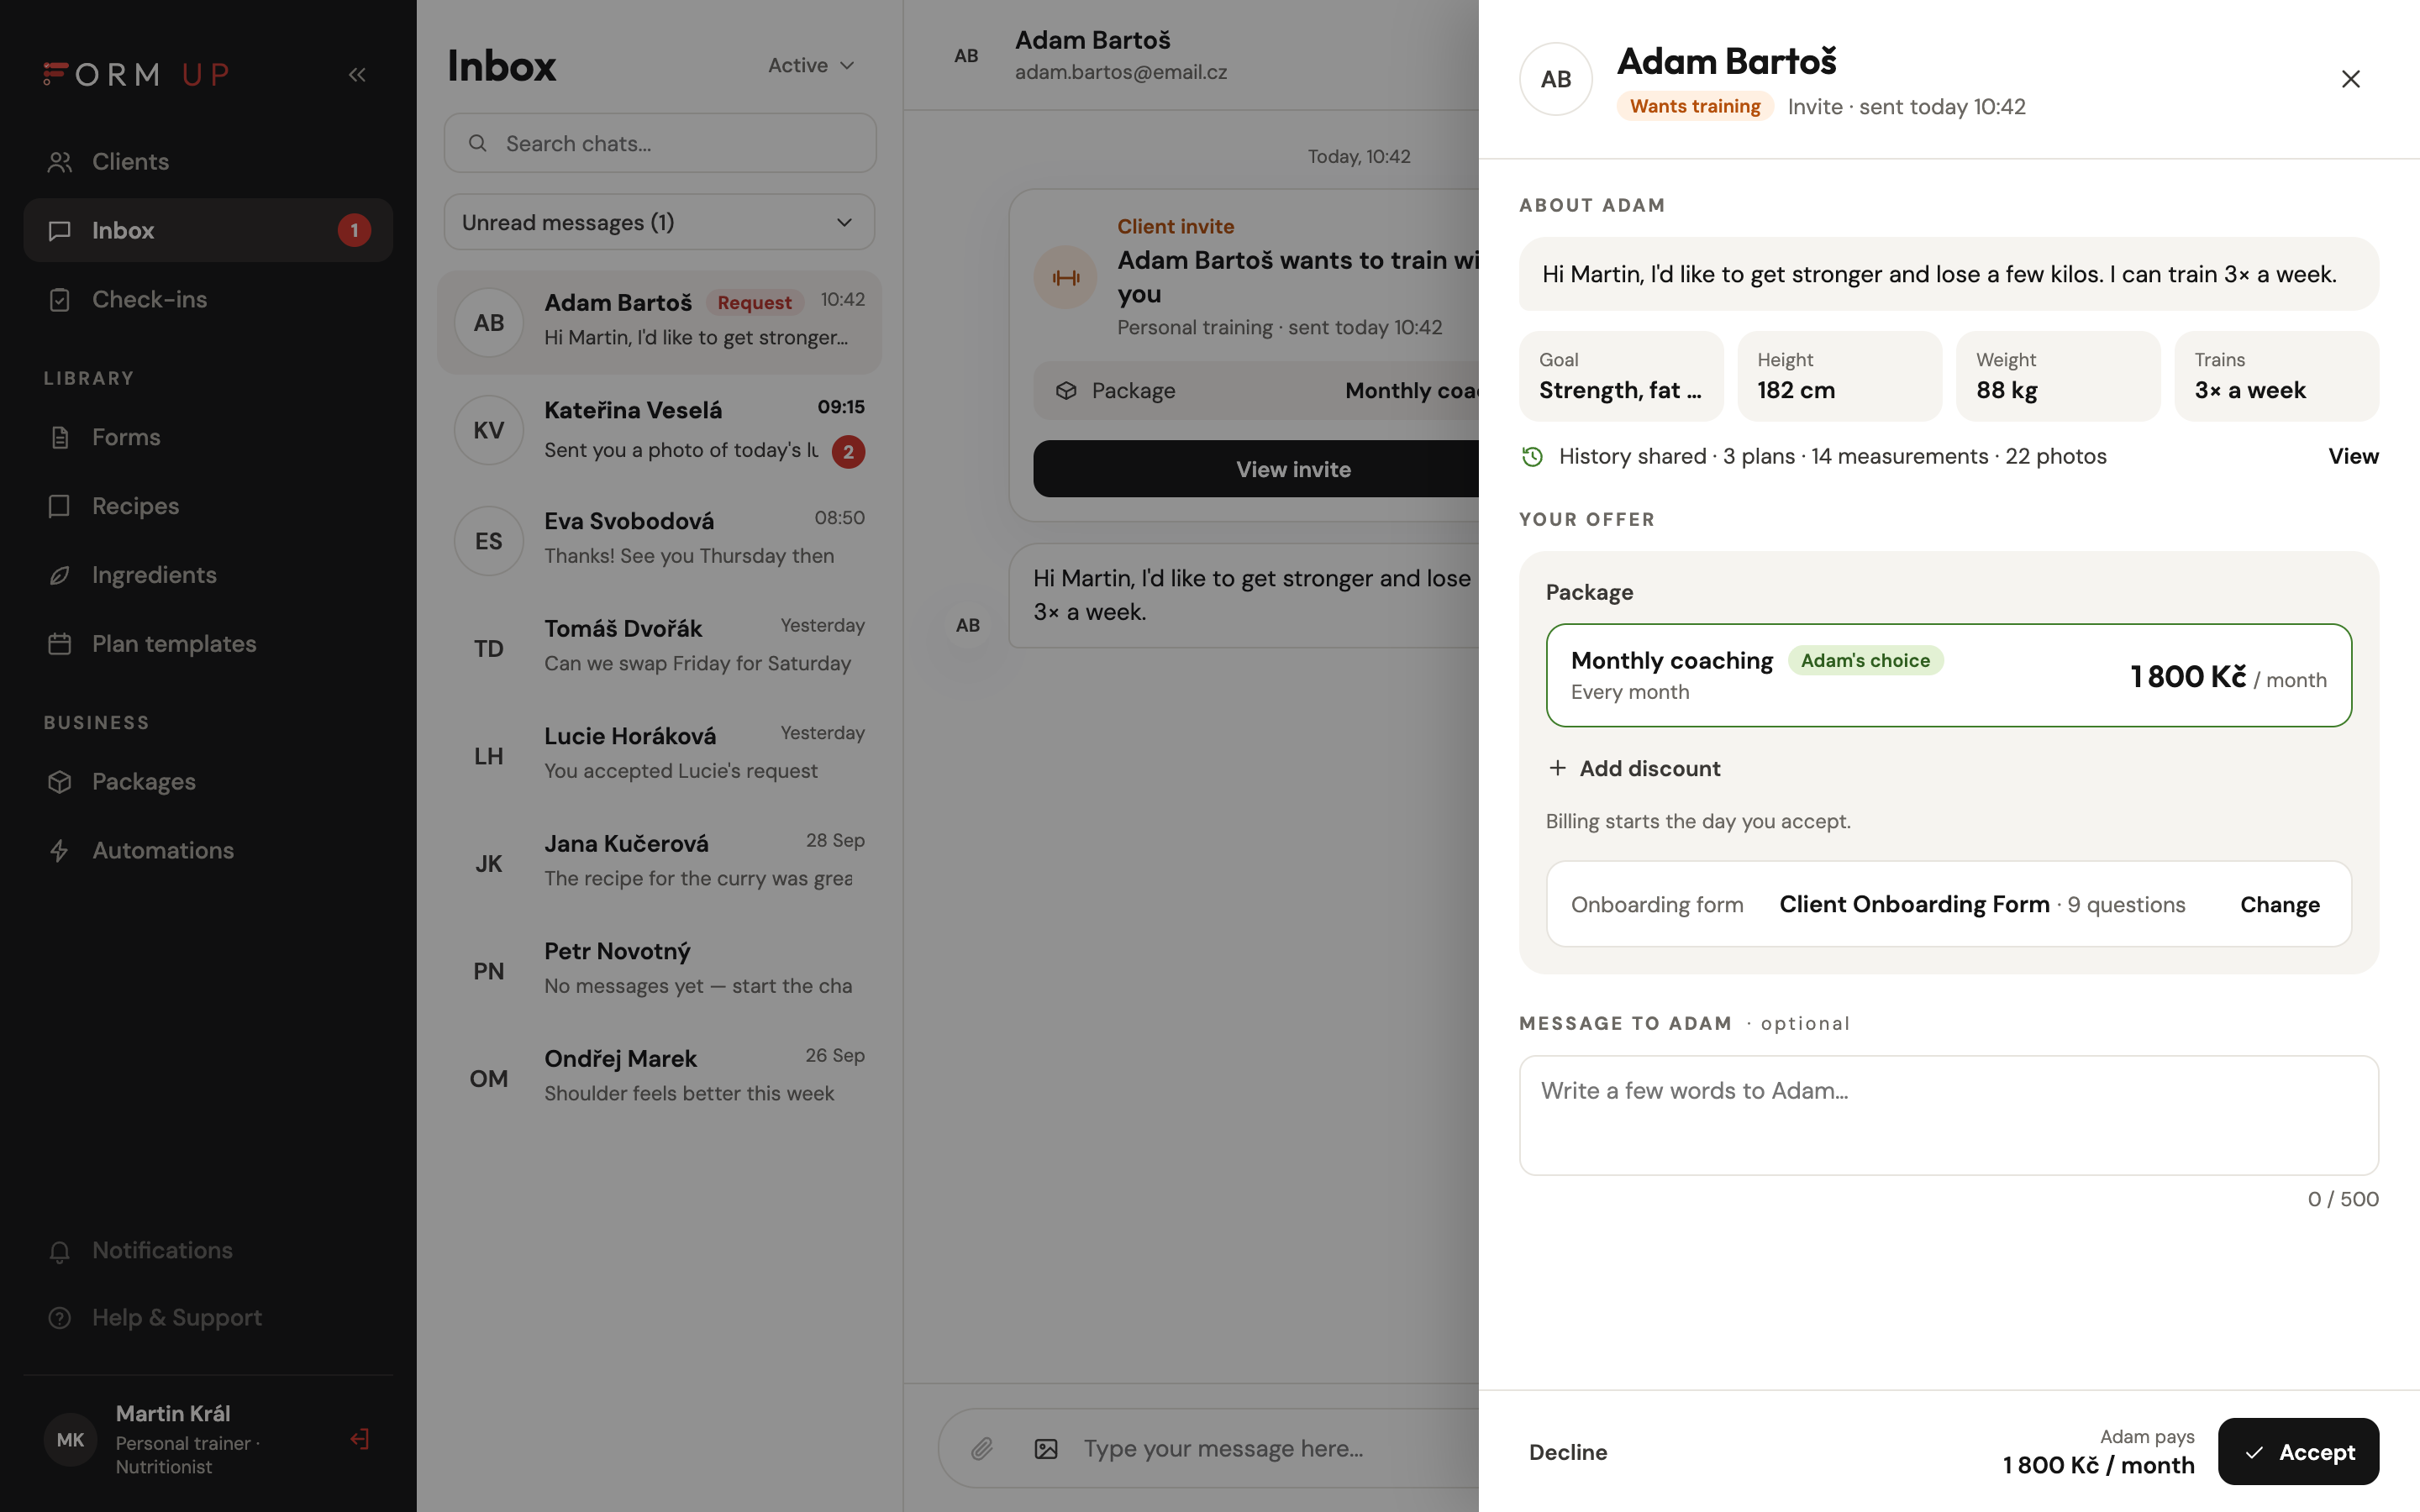 FORM UP
Clients
Inbox
1
Check-ins
LIBRARY
Forms
Recipes
Ingredients
Plan templates
BUSINESS
Packages
Automations
Notifications
Help & Support
MK
Martin Král
Personal trainer ·
Nutritionist
Inbox
Active
Search chats...
Unread messages (1)
AB
Adam Bartoš
Request
10:42
Hi Martin, I'd like to get stronger...
KV
Kateřina Veselá
09:15
Sent you a photo of today's lu
2
ES
Eva Svobodová
08:50
Thanks! See you Thursday then
TD
Tomáš Dvořák
Yesterday
Can we swap Friday for Saturday
LH
Lucie Horáková
Yesterday
You accepted Lucie's request
JK
Jana Kučerová
28 Sep
The recipe for the curry was grea
PN
Petr Novotný
No messages yet — start the cha
OM
Ondřej Marek
26 Sep
Shoulder feels better this week
AB
Adam Bartoš
adam.bartos@email.cz
Today, 10:42
Client invite
Adam Bartoš wants to train wi
you
Personal training · sent today 10:42
Package
Monthly coa
View invite
AB
Hi Martin, I'd like to get stronger and lose
3× a week.
Type your message here...
AB
Adam Bartoš
Wants training
Invite · sent today 10:42
ABOUT ADAM
Hi Martin, I'd like to get stronger and lose a few kilos. I can train 3× a week.
Goal
Strength, fat ...
Height
182 cm
Weight
88 kg
Trains
3× a week
History shared · 3 plans · 14 measurements · 22 photos
View
YOUR OFFER
Package
Monthly coaching
Adam's choice
Every month
1 800 Kč / month
+ Add discount
Billing starts the day you accept.
Onboarding form
Client Onboarding Form · 9 questions
Change
MESSAGE TO ADAM · optional
Write a few words to Adam...
0 / 500
Decline
Adam pays
1 800 Kč / month
Accept